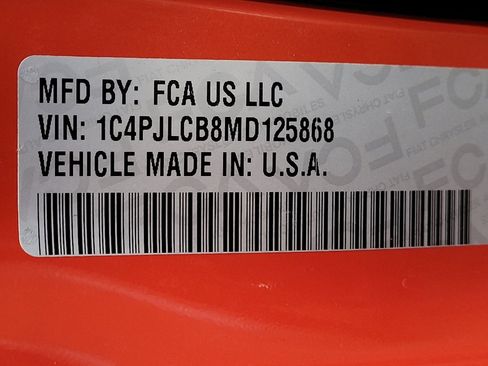 MFD BY: FCA US LLC
VIN: 1C4PJLCB8MD125868
VEHICLE MADE IN: U.S.A.